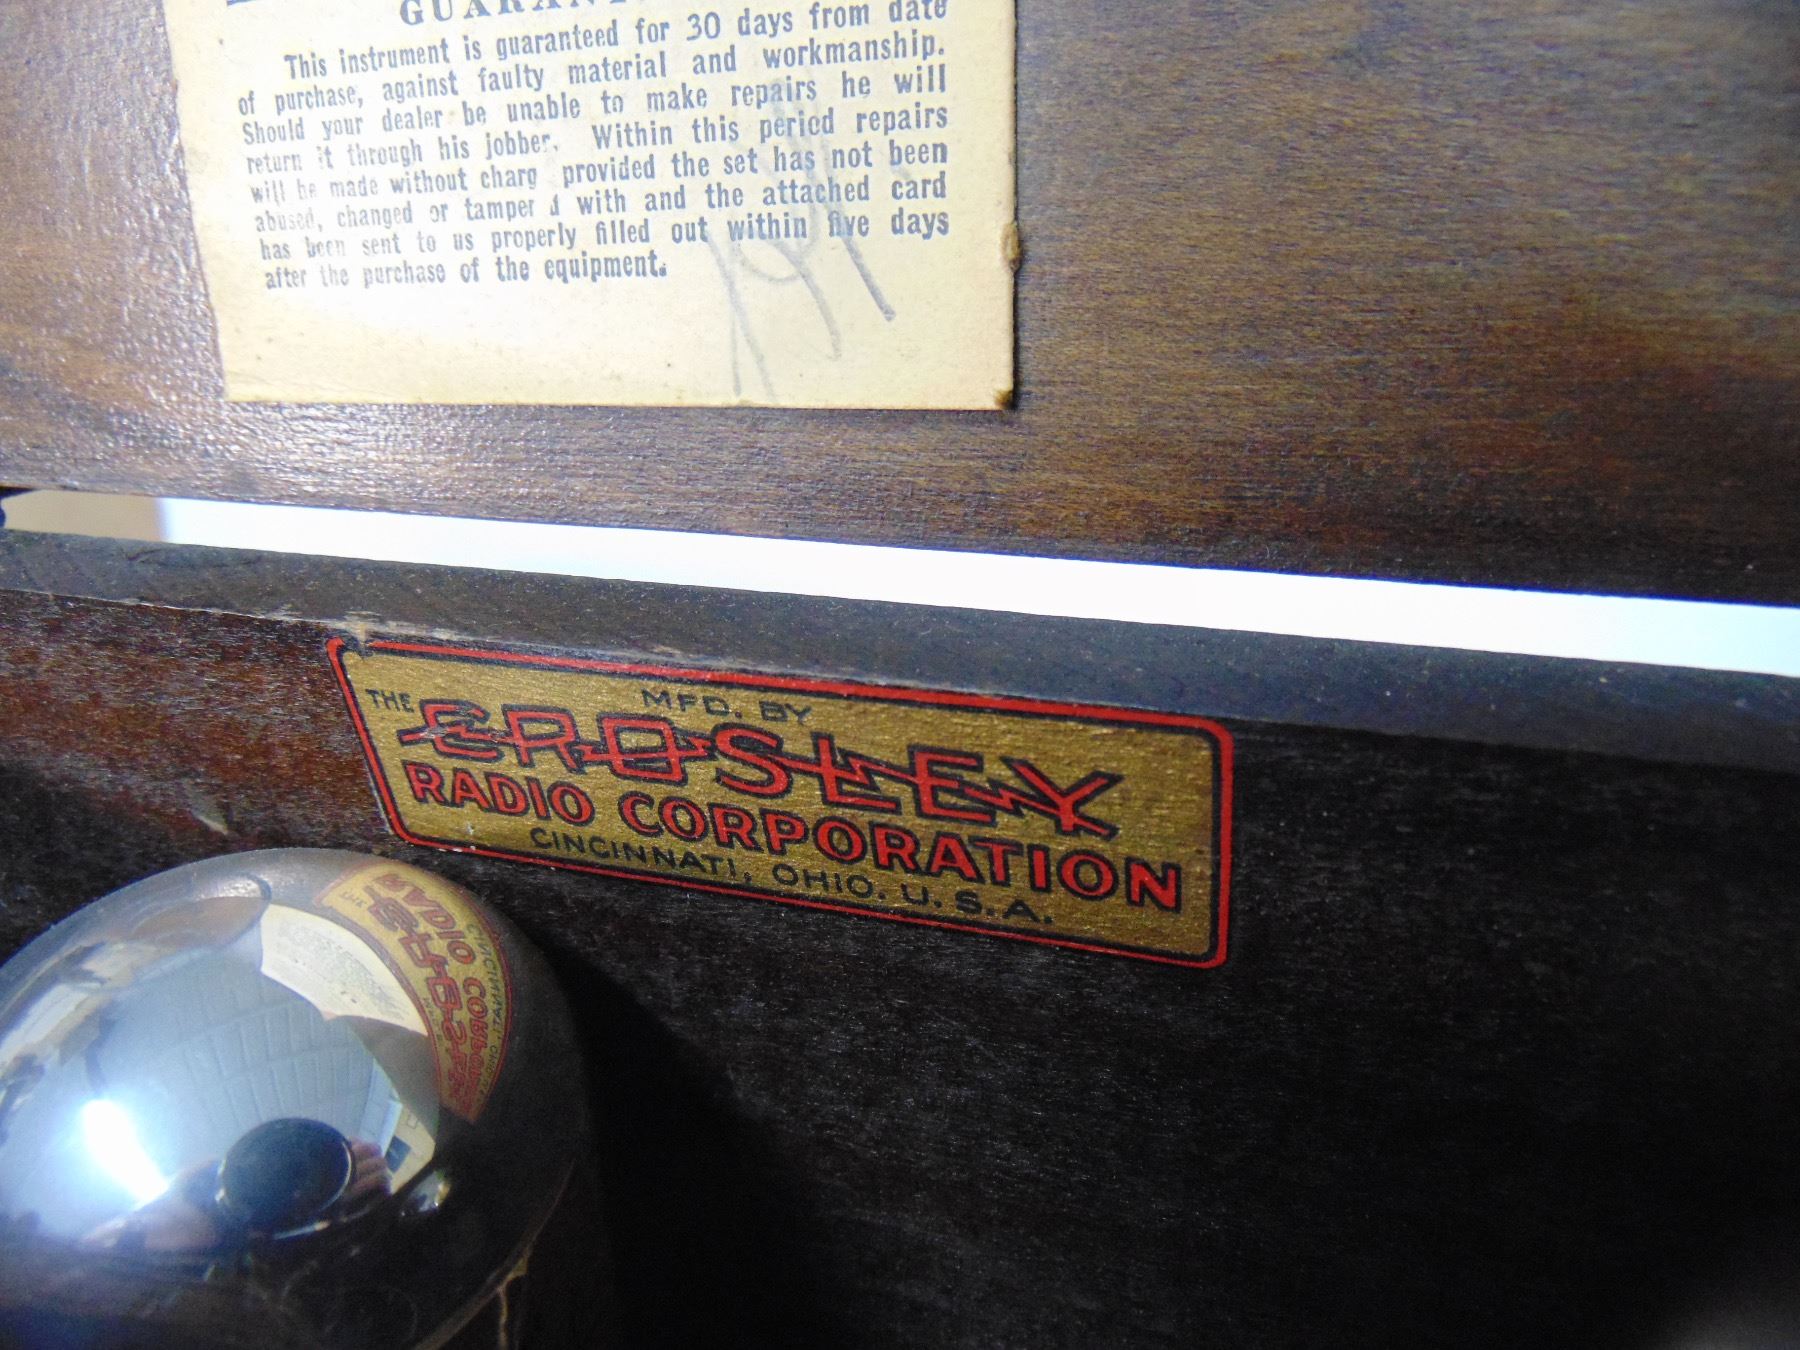 GUARAN
This instrument is guaranteed for 30 days from date
of purchase, against faulty material and workmanship.
Should your dealer be unable to make repairs he will
return it through his jobber. Within this period repairs
will be made without charg provided the set has not been
abused, changed or tamper d with and the attached card
has been sent to us properly filled out within five days
after the purchase of the equipment.
MFD. BY
THE CROSLEY
RADIO CORPORATION
CINCINNATI, OHIO. U.S.A.